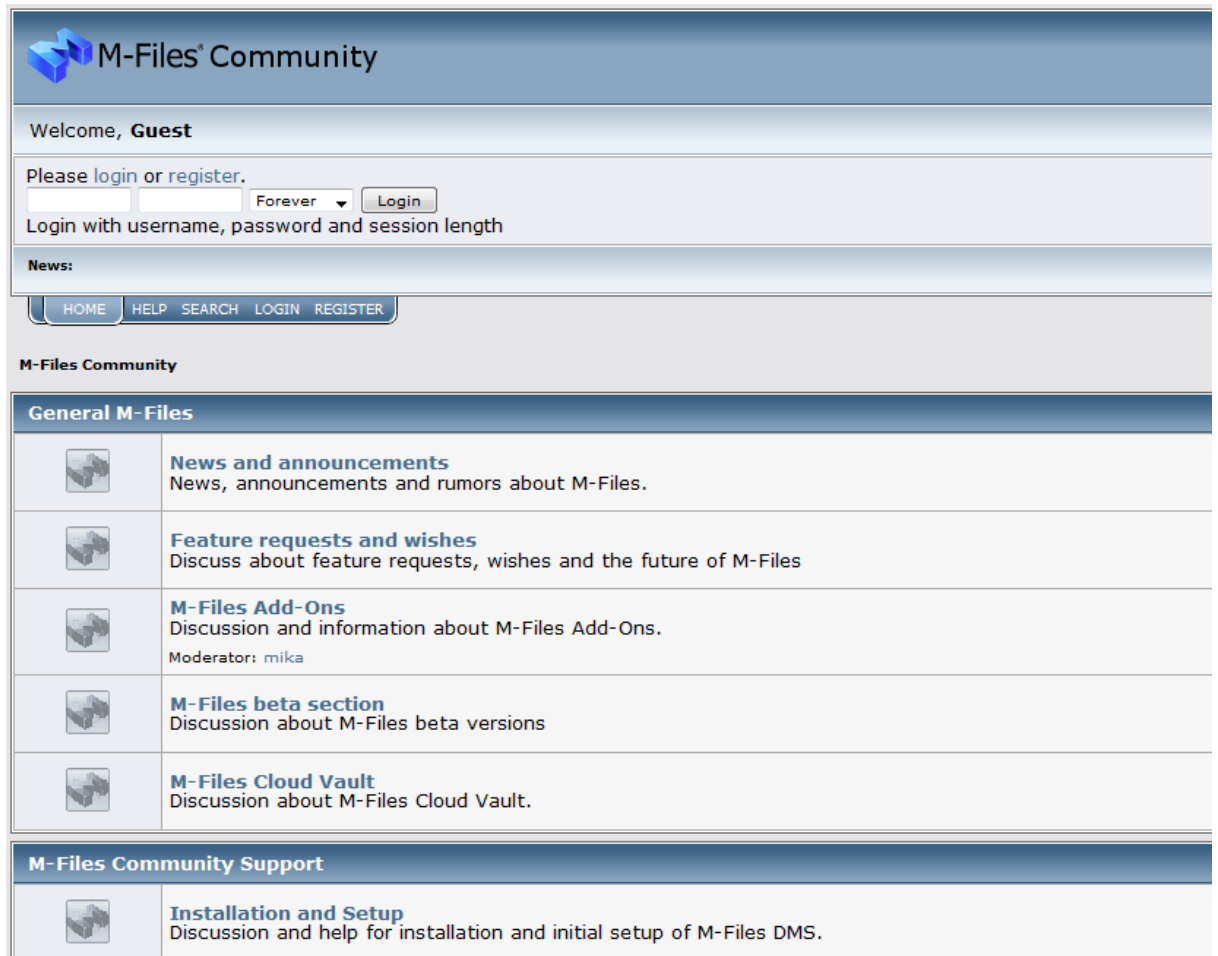 M-Files® Community
Welcome, Guest
Please login or register.
Forever Login
Login with username, password and session length
News:
HOME HELP SEARCH LOGIN REGISTER
M-Files Community
General M-Files
News and announcements
News, announcements and rumors about M-Files.
Feature requests and wishes
Discuss about feature requests, wishes and the future of M-Files
M-Files Add-Ons
Discussion and information about M-Files Add-Ons.
Moderator: mika
M-Files beta section
Discussion about M-Files beta versions
M-Files Cloud Vault
Discussion about M-Files Cloud Vault.
M-Files Community Support
Installation and Setup
Discussion and help for installation and initial setup of M-Files DMS.